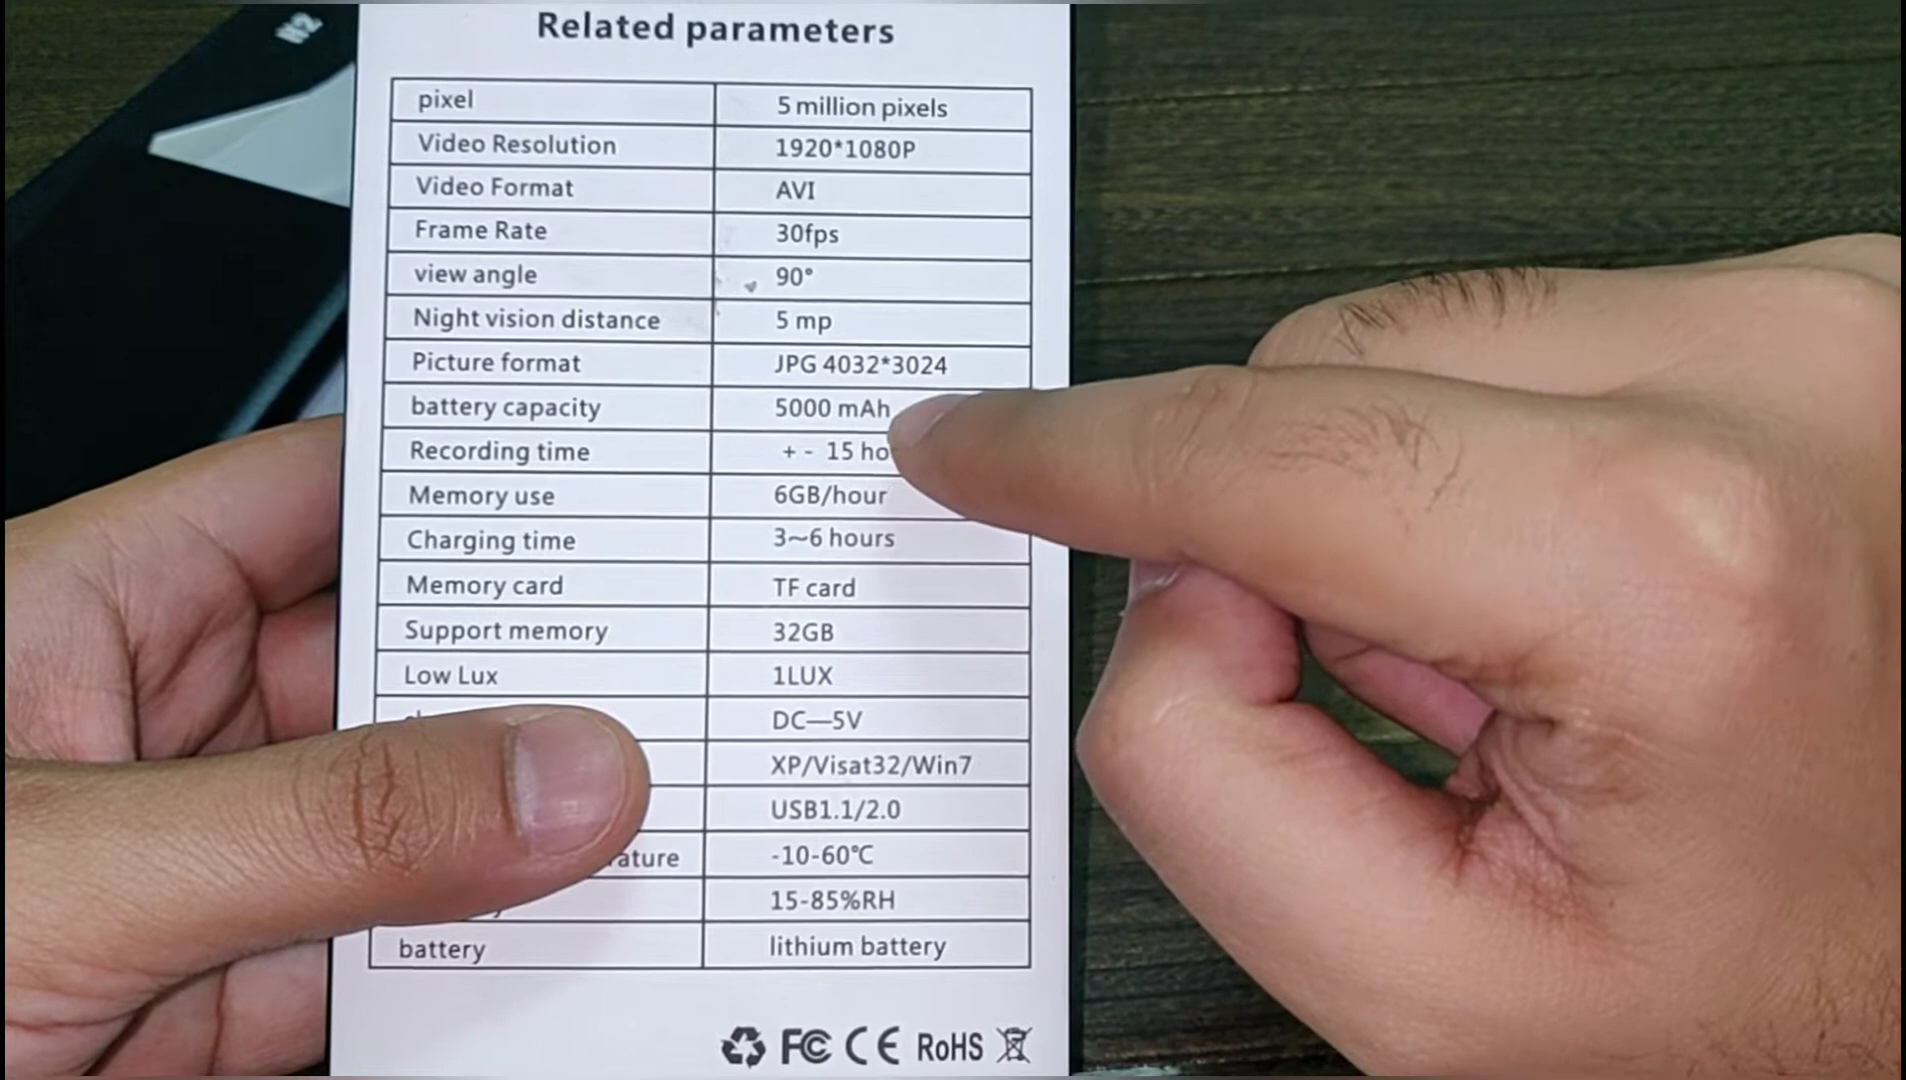 Related parameters
pixel 5 million pixels
Video Resolution 1920*1080P
Video Format AVI
Frame Rate 30fps
view angle 90°
Night vision distance 5 mp
Picture format JPG 4032*3024
battery capacity 5000 mAh
Recording time + - 15 ho
Memory use 6GB/hour
Charging time 3~6 hours
Memory card TF card
Support memory 32GB
Low Lux 1LUX
DC—5V
XP/Visat32/Win7
USB1.1/2.0
ature -10-60℃
15-85%RH
battery lithium battery
FC CE RoHS